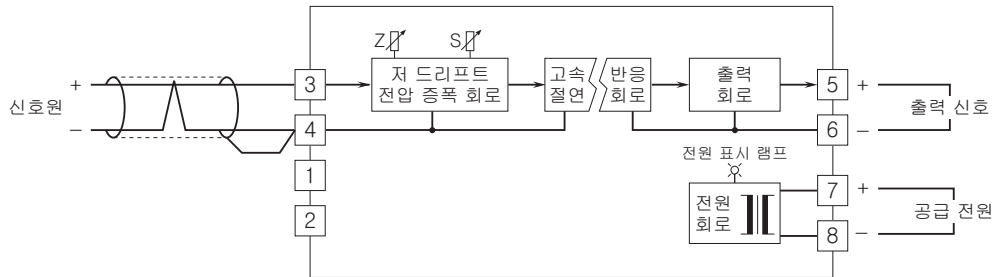 Z
S
저 드리프트
전압 증폭 회로
고속
절연
반응
회로
출력
회로
+
신호원
−
3
4
1
2
5
+
출력 신호
6
−
전원 표시 램프
전원
회로
7
+
공급 전원
8
−